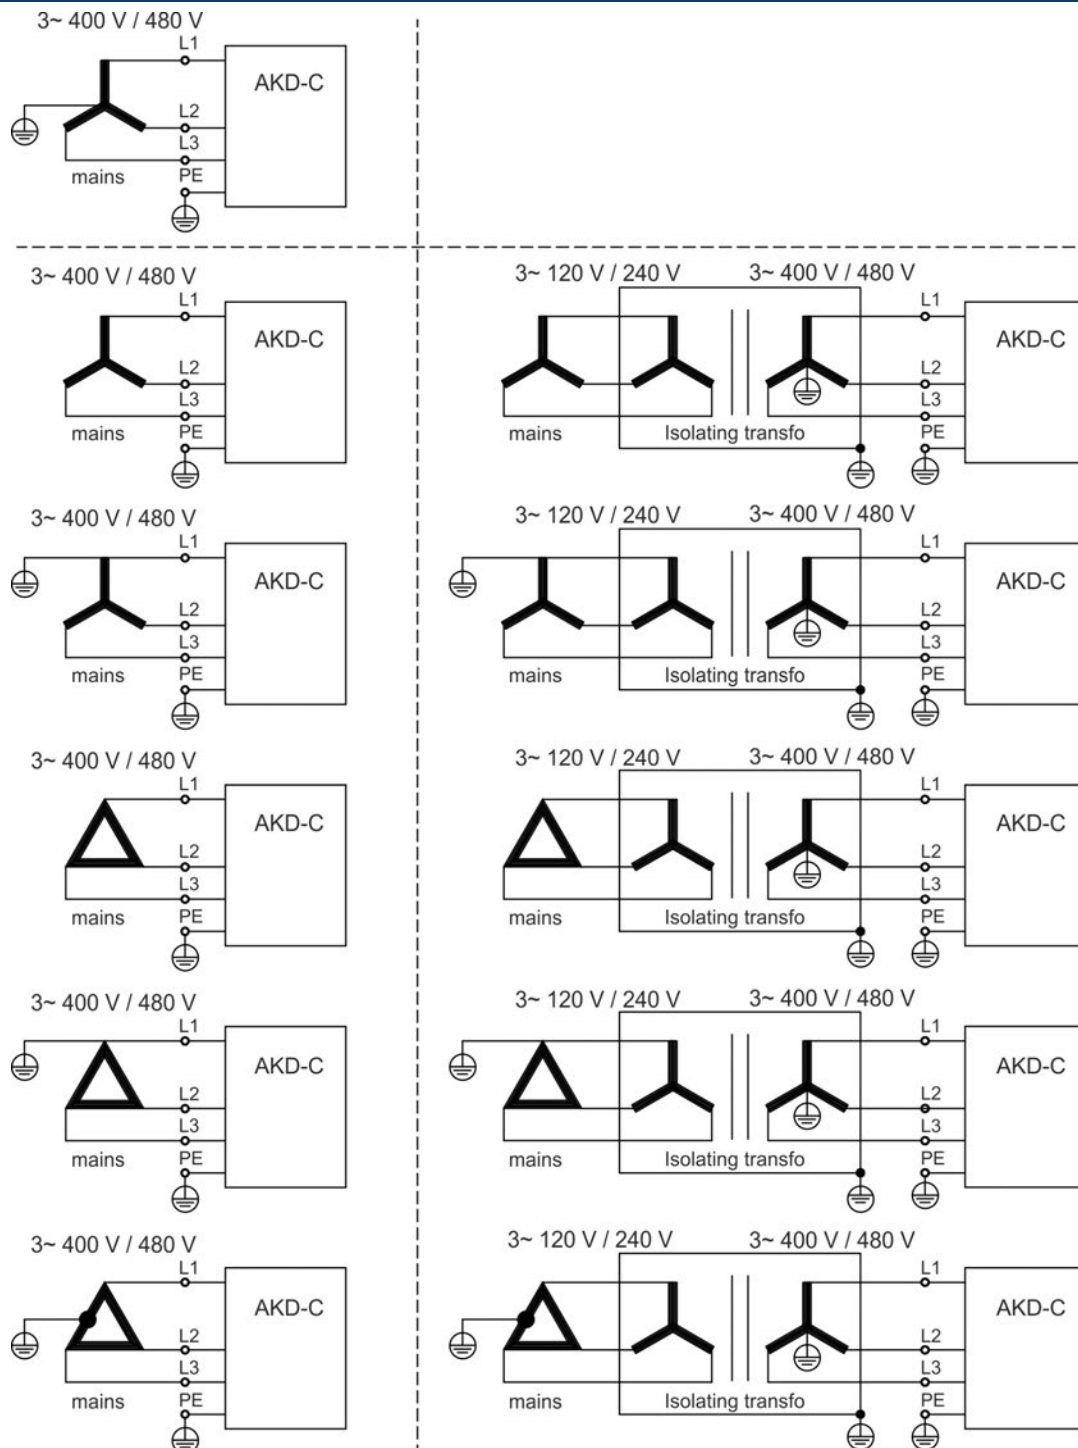 3~ 400 V / 480 V
L1
AKD-C
L2
L3
mains
PE
3~ 400 V / 480 V
L1
AKD-C
L2
L3
mains
PE
3~ 120 V / 240 V
3~ 400 V / 480 V
L1
AKD-C
L2
L3
mains
Isolating transfo
PE
3~ 400 V / 480 V
L1
AKD-C
L2
L3
mains
PE
3~ 120 V / 240 V
3~ 400 V / 480 V
L1
AKD-C
L2
L3
mains
Isolating transfo
PE
3~ 400 V / 480 V
L1
AKD-C
L2
L3
mains
PE
3~ 120 V / 240 V
3~ 400 V / 480 V
L1
AKD-C
L2
L3
mains
Isolating transfo
PE
3~ 400 V / 480 V
L1
AKD-C
L2
L3
mains
PE
3~ 120 V / 240 V
3~ 400 V / 480 V
L1
AKD-C
L2
L3
mains
Isolating transfo
PE
3~ 400 V / 480 V
L1
AKD-C
L2
L3
mains
PE
3~ 120 V / 240 V
3~ 400 V / 480 V
L1
AKD-C
L2
L3
mains
Isolating transfo
PE